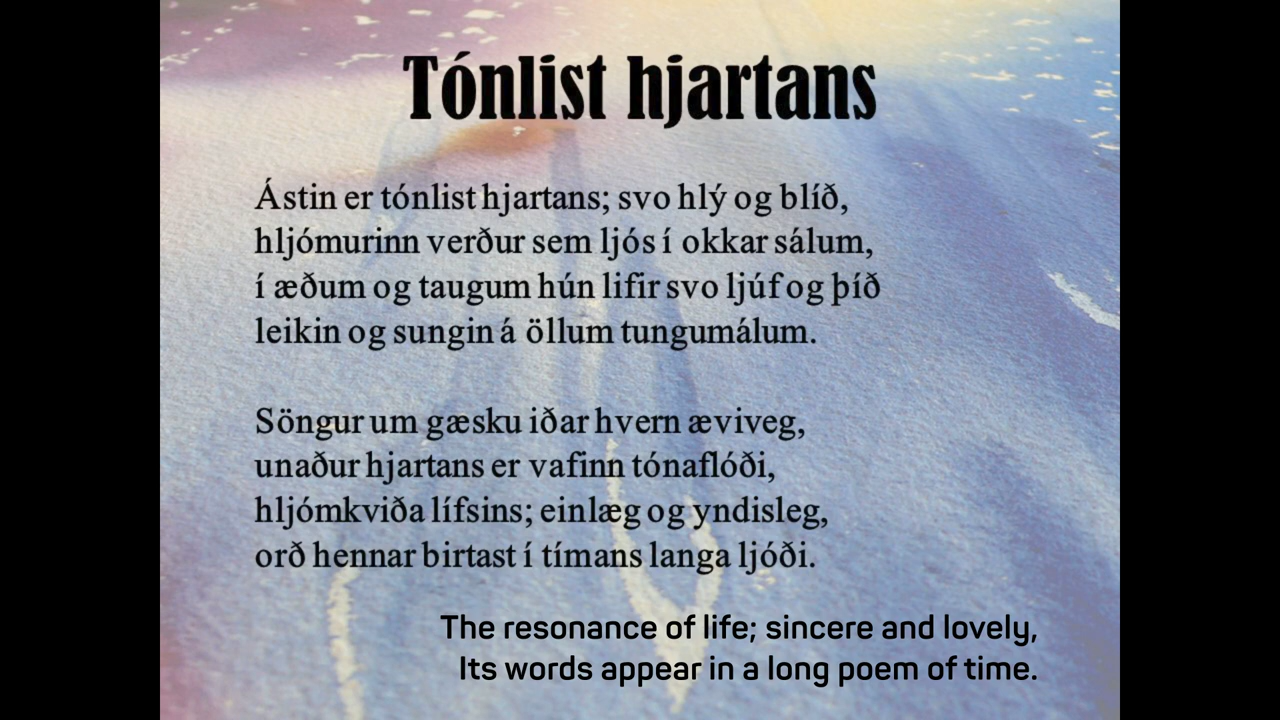 Tónlist hjartans
Ástin er tónlist hjartans; svo hlý og blíð,
hljómurinn verður sem ljós í okkar sálum,
í æðum og taugum hún lifir svo ljúf og þíð
leikin og sungin á öllum tungumálum.
Söngur um gæsku iðar hvern æviveg,
unaður hjartans er vafinn tónaflóði,
hljómkviða lífsins; einlæg og yndisleg,
orð hennar birtast í tímans langa ljóði.
The resonance of life; sincere and lovely,
Its words appear in a long poem of time.